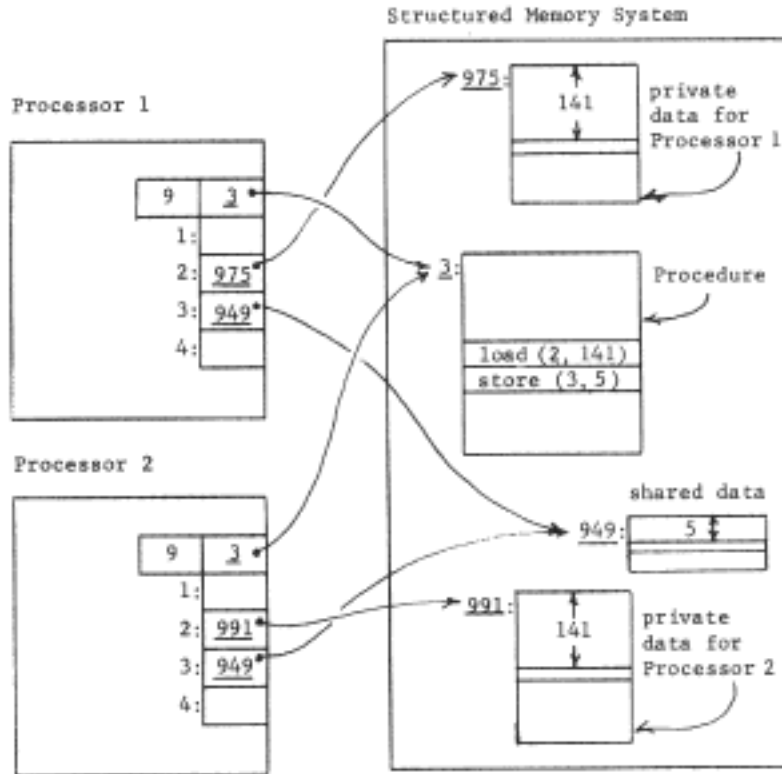 Structured Memory System
Processor 1
9 3
1:
2: 975
3: 949
4:
975:
141
private
data for
Processor 1
3:
Procedure
load (2, 141)
store (3,5)
Processor 2
9 3
1:
2: 991
3: 949
4:
shared data
949:
5
991:
141
private
data for
Processor 2